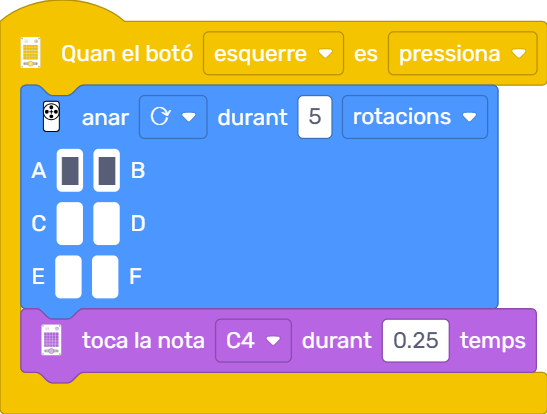 Quan el botó esquerre es pressiona
anar durant 5 rotacions
A B
C D
E F
toca la nota C4 durant 0.25 temps